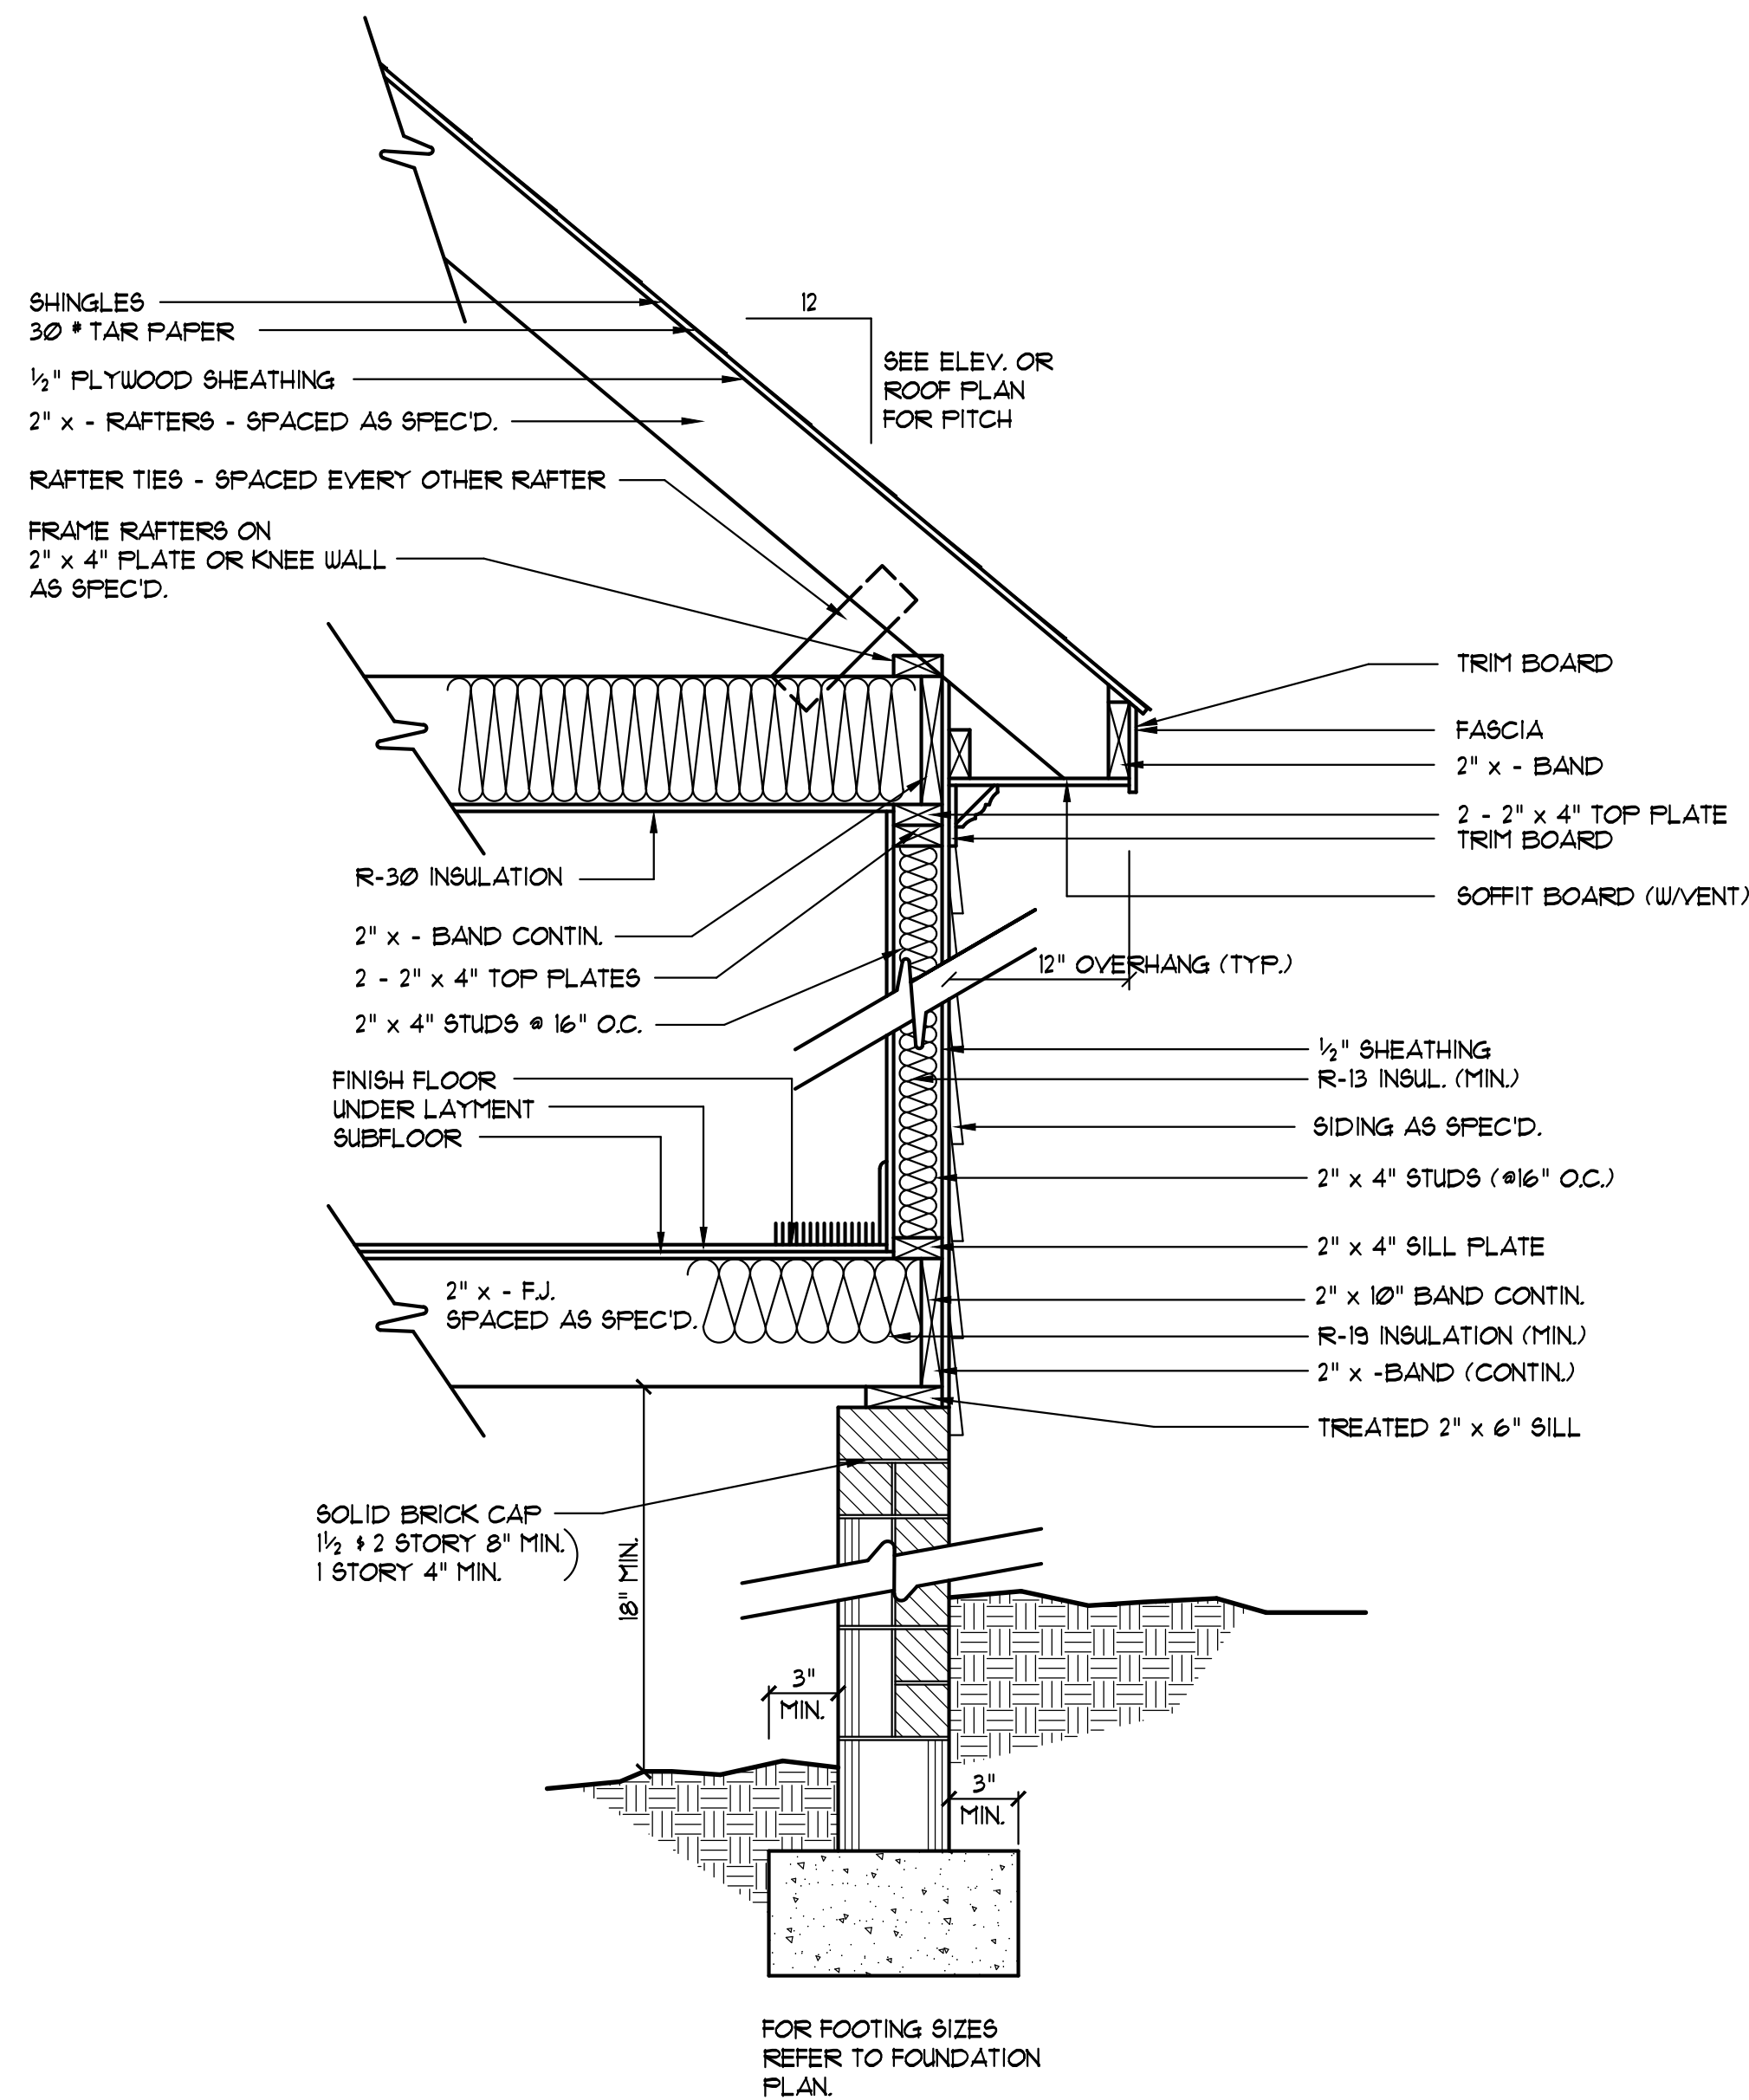 SHINGLES
30 # TAR PAPER
½" PLYWOOD SHEATHING
2" x - RAFTERS - SPACED AS SPEC'D.
RAFTER TIES - SPACED EVERY OTHER RAFTER
FRAME RAFTERS ON
2" x 4" PLATE OR KNEE WALL
AS SPEC'D.
12
SEE ELEV. OR
ROOF PLAN
FOR PITCH
TRIM BOARD
FASCIA
2" x - BAND
2 - 2" x 4" TOP PLATE
TRIM BOARD
SOFFIT BOARD (W/VENT)
12" OVERHANG (TYP.)
R-30 INSULATION
2" x - BAND CONTIN.
2 - 2" x 4" TOP PLATES
2" x 4" STUDS @ 16" O.C.
FINISH FLOOR
UNDER LAYMENT
SUBFLOOR
½" SHEATHING
R-13 INSUL. (MIN.)
SIDING AS SPEC'D.
2" x 4" STUDS (@16" O.C.)
2" x 4" SILL PLATE
2" x 10" BAND CONTIN.
R-19 INSULATION (MIN.)
2" x -BAND (CONTIN.)
TREATED 2" x 6" SILL
2" x - F.J.
SPACED AS SPEC'D.
SOLID BRICK CAP
1½ & 2 STORY 8" MIN.
1 STORY 4" MIN.
18" MIN.
3"
MIN.
3"
MIN.
FOR FOOTING SIZES
REFER TO FOUNDATION
PLAN.